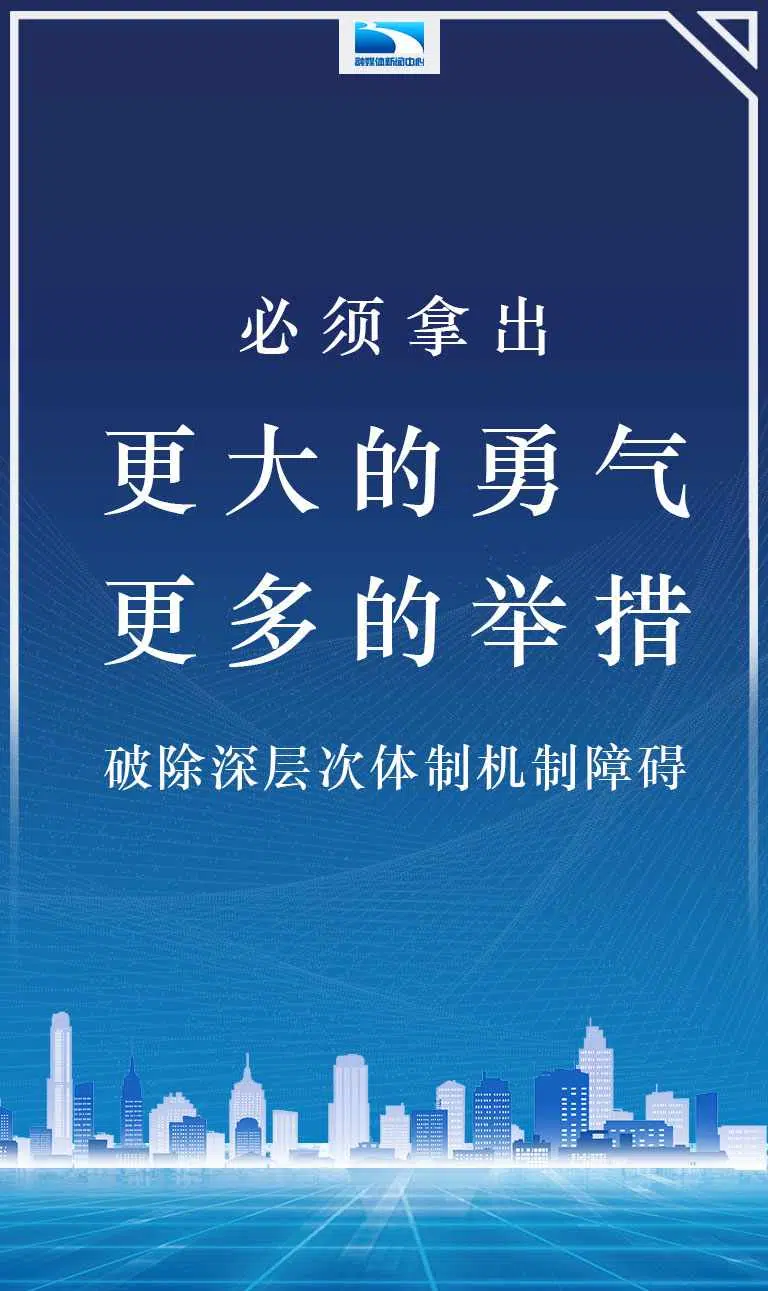 融媒体新闻中心
必须拿出
更大的勇气
更多的举措
破除深层次体制机制障碍